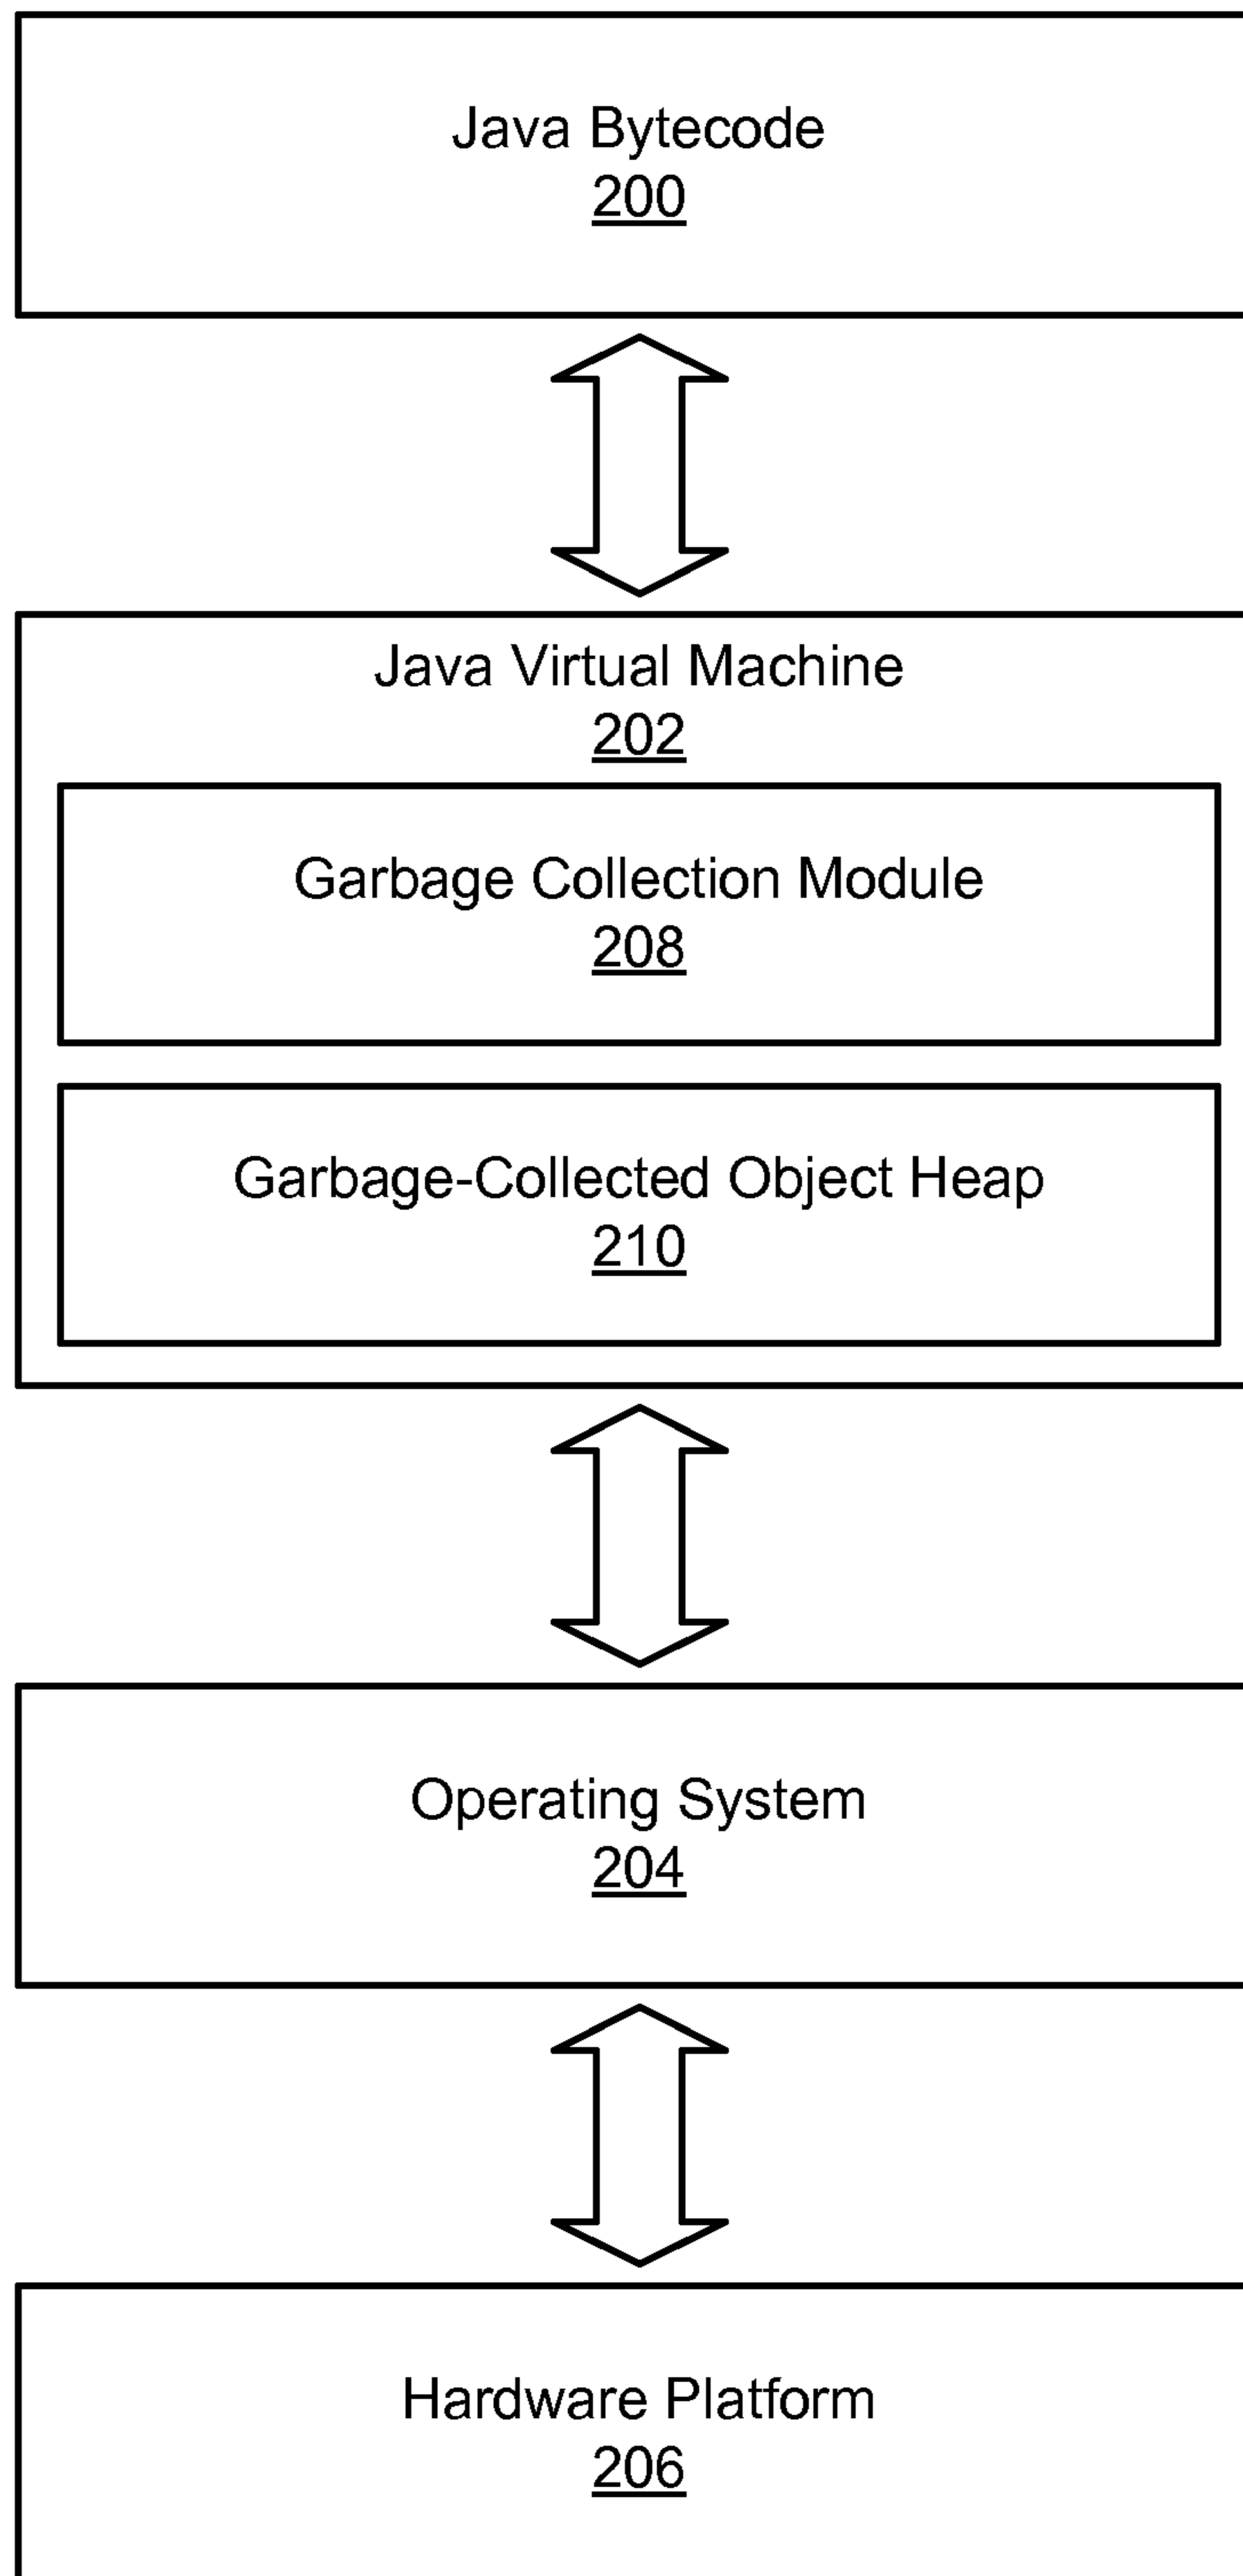 Java Bytecode
200
Java Virtual Machine
202
Garbage Collection Module
208
Garbage-Collected Object Heap
210
Operating System
204
Hardware Platform
206